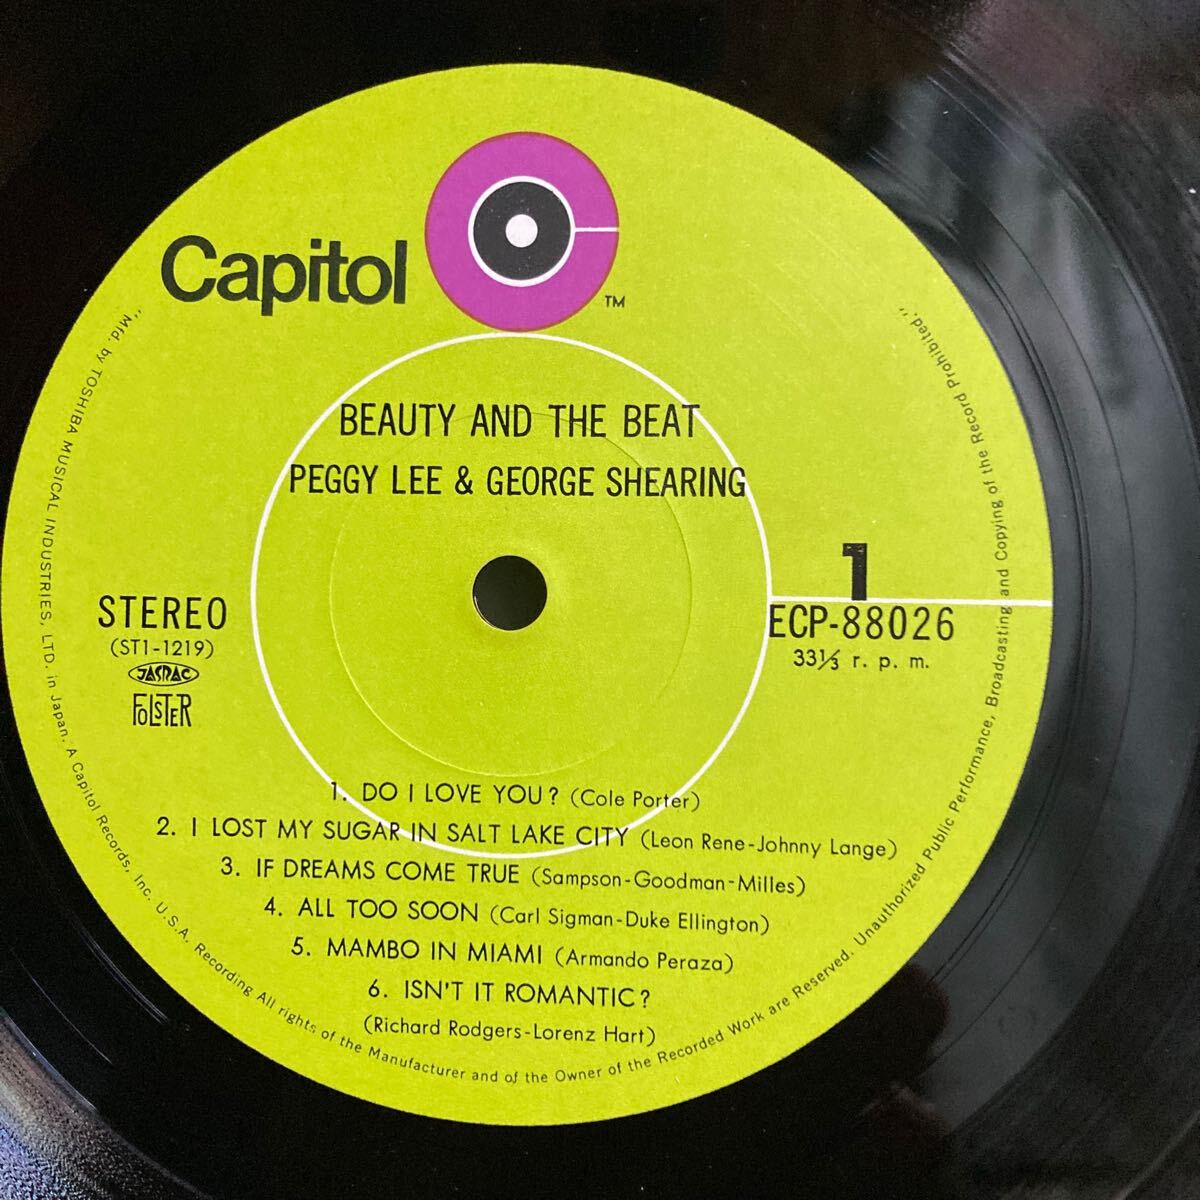 Capitol
TM
BEAUTY AND THE BEAT
PEGGY LEE & GEORGE SHEARING
STEREO
(ST1-1219)
JASRAC
FOLSTER
1
ECP-88026
33⅓ r. p. m.
1. DO I LOVE YOU? (Cole Porter)
2. I LOST MY SUGAR IN SALT LAKE CITY (Leon Rene-Johnny Lange)
3. IF DREAMS COME TRUE (Sampson-Goodman-Milles)
4. ALL TOO SOON (Carl Sigman-Duke Ellington)
5. MAMBO IN MIAMI (Armando Peraza)
6. ISN'T IT ROMANTIC?
(Richard Rodgers-Lorenz Hart)
"Mfd. by TOSHIBA MUSICAL INDUSTRIES, LTD. in Japan. A Capitol Records, Inc. U.S.A. Recording All rights of the Manufacturer and of the Owner of the Recorded Work are Reserved. Unauthorized Public Performance, Broadcasting and Copying of the Record Prohibited."